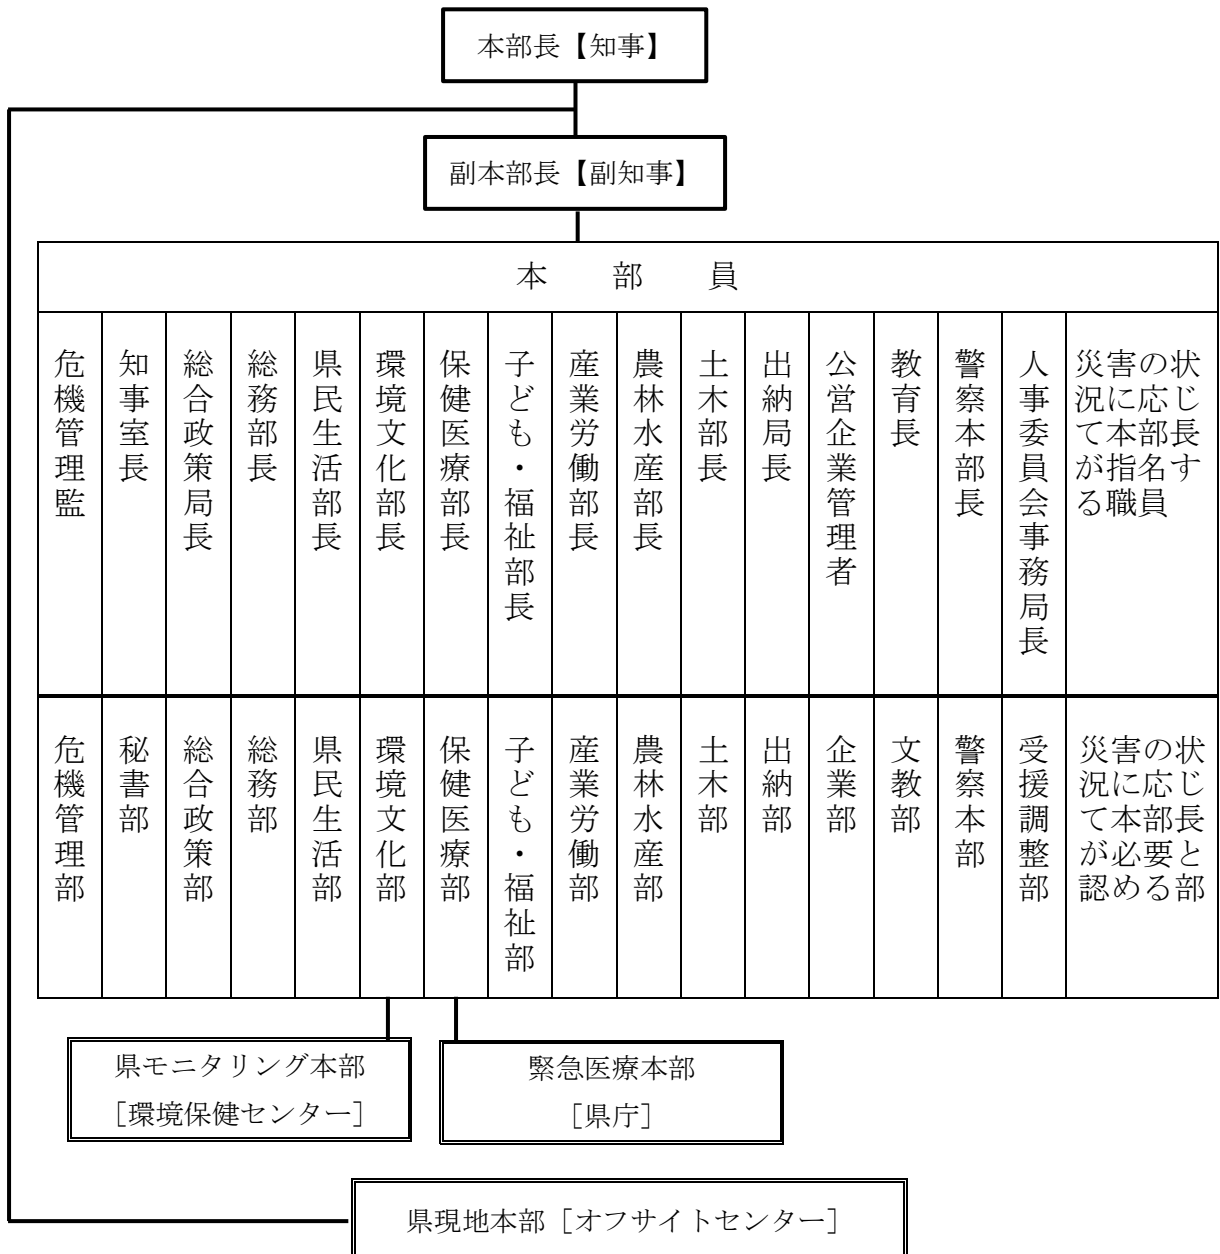 本部長【知事】
副本部長【副知事】
本　部　員
危機管理監
知事室長
総合政策局長
総務部長
県民生活部長
環境文化部長
保健医療部長
子ども・福祉部長
産業労働部長
農林水産部長
土木部長
出納局長
公営企業管理者
教育長
警察本部長
人事委員会事務局長
災害の状
況に応じ
て本部長
が指名す
る職員
危機管理部
秘書部
総合政策部
総務部
県民生活部
環境文化部
保健医療部
子ども・福祉部
産業労働部
農林水産部
土木部
出納部
企業部
文教部
警察本部
受援調整部
災害の状
況に応じ
て本部長
が必要と
認める部
県モニタリング本部
［環境保健センター］
緊急医療本部
［県庁］
県現地本部［オフサイトセンター］